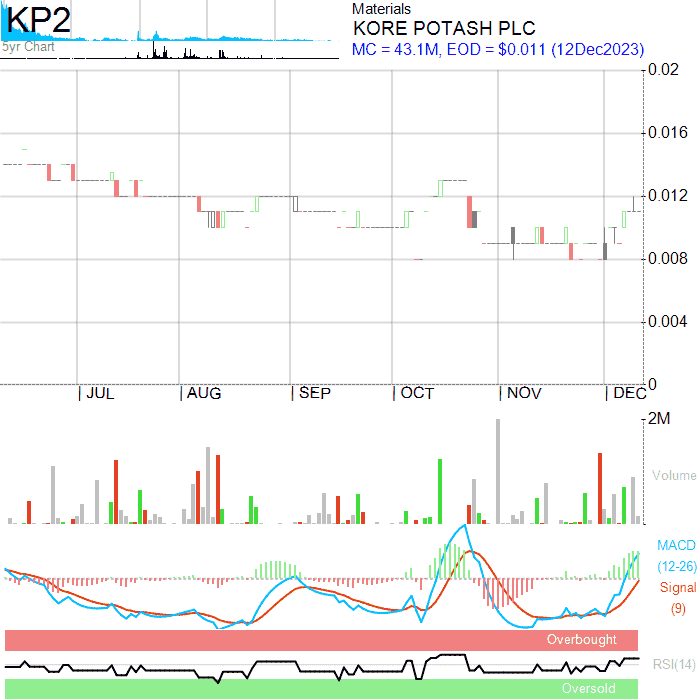 KP2
5yr Chart
Materials
KORE POTASH PLC
MC = 43.1M, EOD = $0.011 (12Dec2023)
0.02
0.016
0.012
0.008
0.004
0
JUL AUG SEP OCT NOV DEC
2M
Volume
MACD
(12-26)
Signal
(9)
Overbought
RSI(14)
Oversold